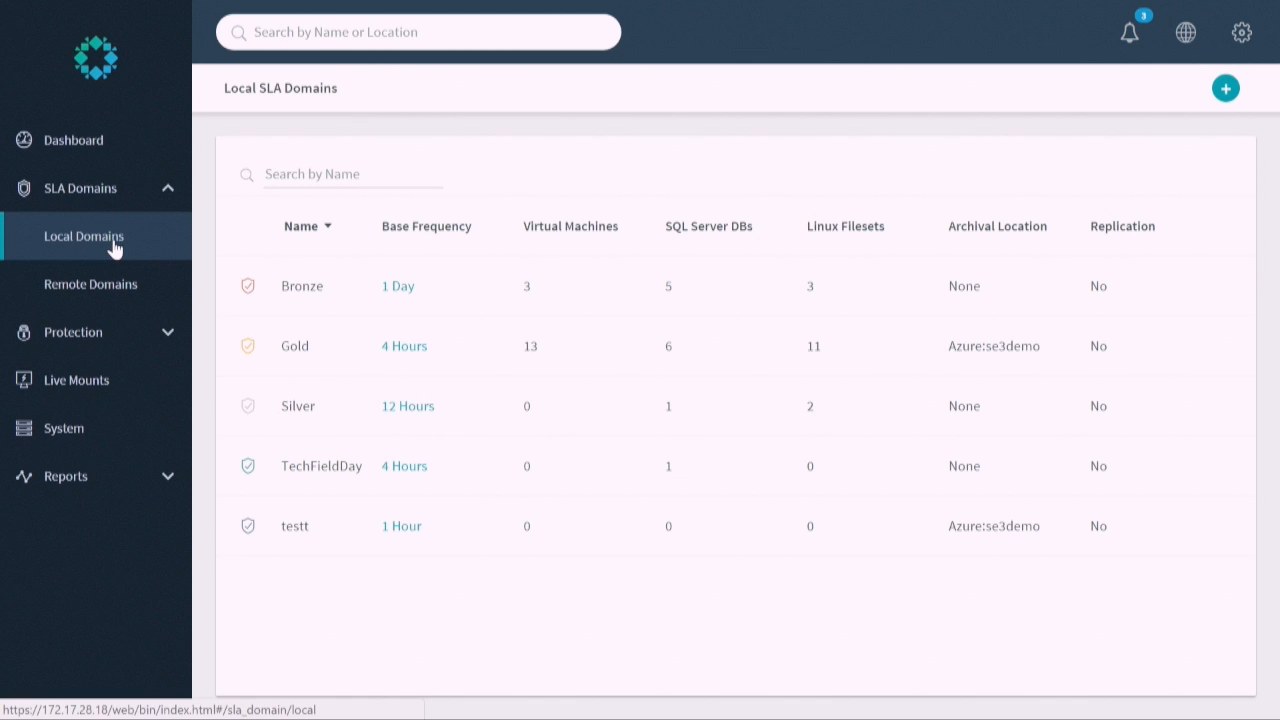 Search by Name or Location
3
Local SLA Domains
+
Dashboard
SLA Domains
Local Domains
Remote Domains
Protection
Live Mounts
System
Reports
Search by Name
Name Base Frequency Virtual Machines SQL Server DBs Linux Filesets Archival Location Replication
Bronze 1 Day 3 5 3 None No
Gold 4 Hours 13 6 11 Azure:se3demo No
Silver 12 Hours 0 1 2 None No
TechFieldDay 4 Hours 0 1 0 None No
testt 1 Hour 0 0 0 Azure:se3demo No
https://172.17.28.18/web/bin/index.html#/sla_domain/local